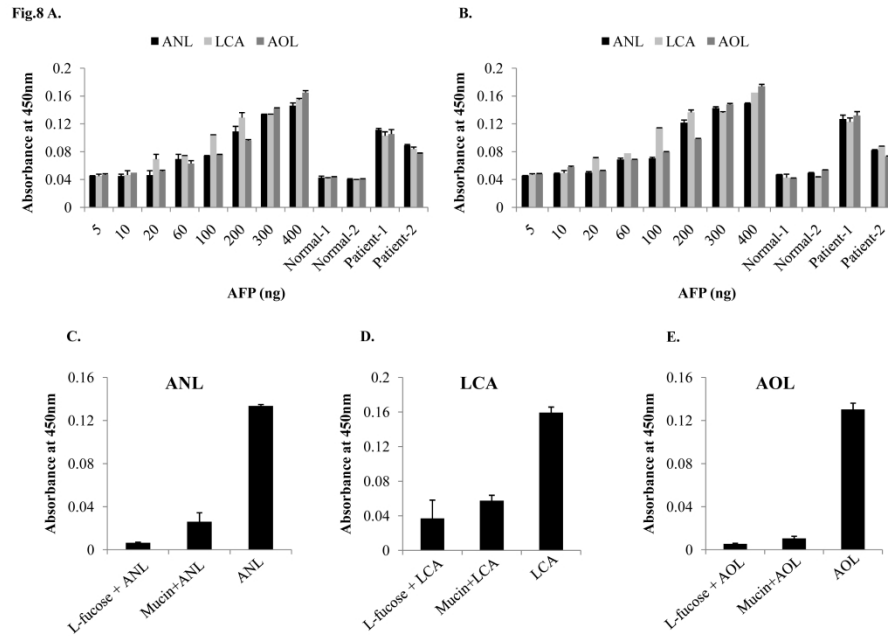 Fig.8 A.
ANL LCA AOL
Absorbance at 450nm
0.2
0.16
0.12
0.08
0.04
0
5 10 20 60 100 200 300 400 Normal-1 Normal-2 Patient-1 Patient-2
AFP (ng)
B.
ANL LCA AOL
Absorbance at 450nm
0.2
0.16
0.12
0.08
0.04
0
5 10 20 60 100 200 300 400 Normal-1 Normal-2 Patient-1 Patient-2
AFP (ng)
C.
ANL
Absorbance at 450nm
0.16
0.12
0.08
0.04
0
L-fucose + ANL Mucin+ANL ANL
D.
LCA
Absorbance at 450nm
0.2
0.16
0.12
0.08
0.04
0
L-fucose + LCA Mucin+LCA LCA
E.
AOL
Absorbance at 450nm
0.16
0.12
0.08
0.04
0
L-fucose + AOL Mucin+AOL AOL